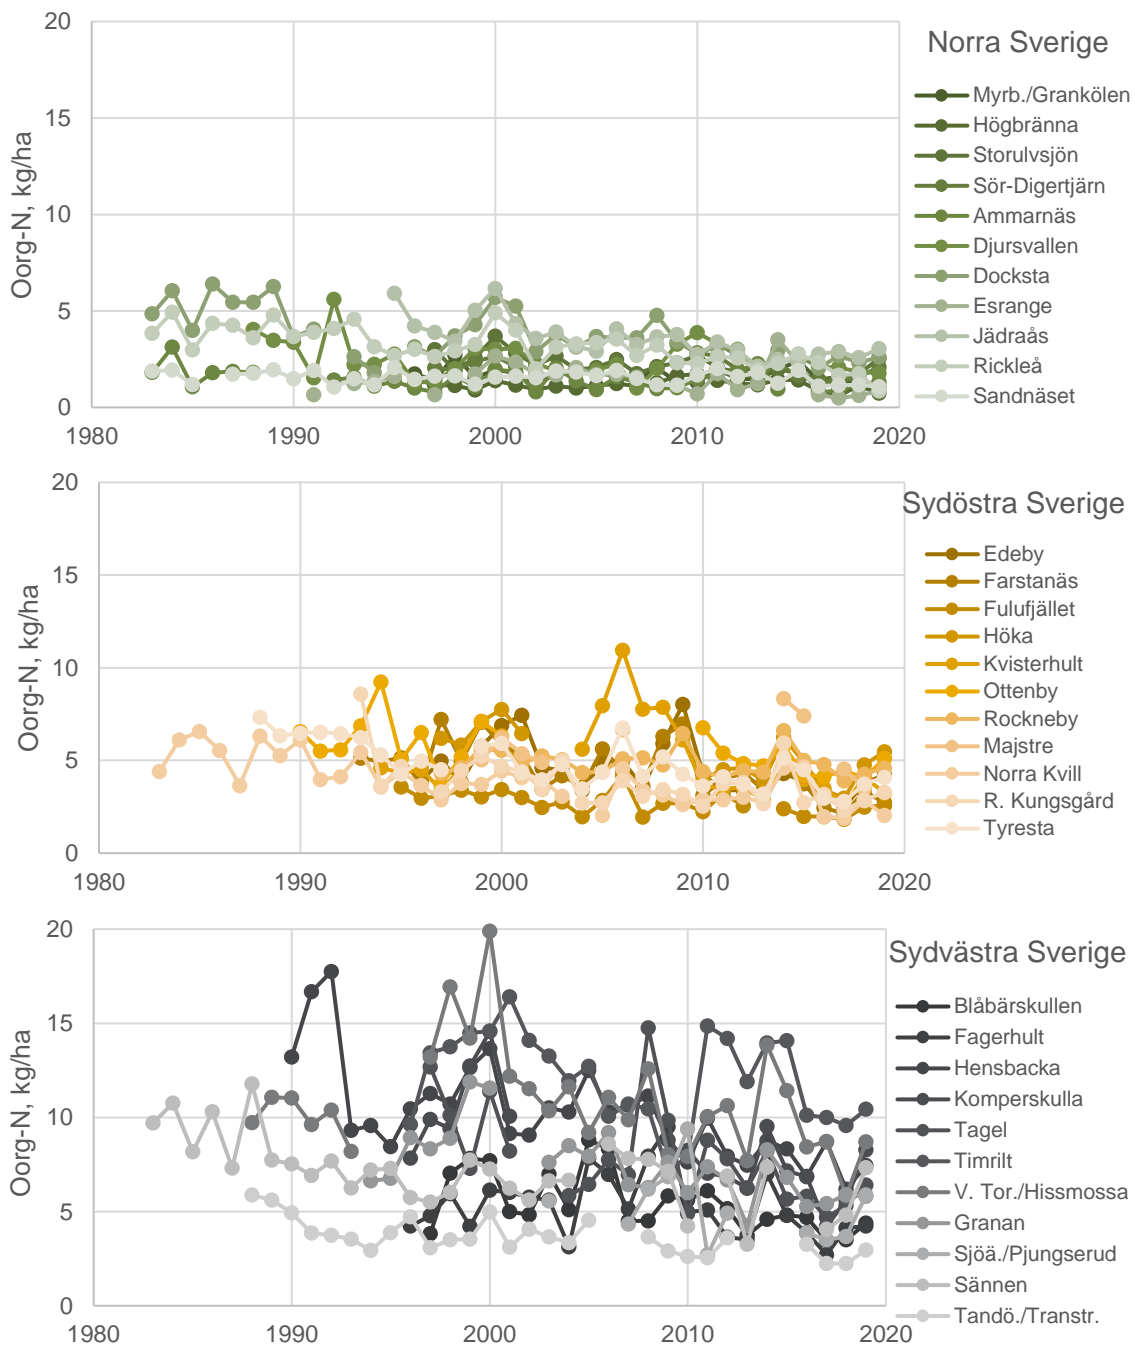 20
15
10
5
0
Oorg-N, kg/ha
1980
1990
2000
2010
2020
Norra Sverige
Myrb./Grankölen
Högbränna
Storulvsjön
Sör-Digertjärn
Ammarnäs
Djursvallen
Docksta
Esrange
Jädraås
Rickleå
Sandnäset
20
15
10
5
0
Oorg-N, kg/ha
1980
1990
2000
2010
2020
Sydöstra Sverige
Edeby
Farstanäs
Fulufjället
Höka
Kvisterhult
Ottenby
Rockneby
Majstre
Norra Kvill
R. Kungsgård
Tyresta
20
15
10
5
0
Oorg-N, kg/ha
1980
1990
2000
2010
2020
Sydvästra Sverige
Blåbärskullen
Fagerhult
Hensbacka
Komperskulla
Tagel
Timrilt
V. Tor./Hissmossa
Granan
Sjöä./Pjungserud
Sännen
Tandö./Transtr.